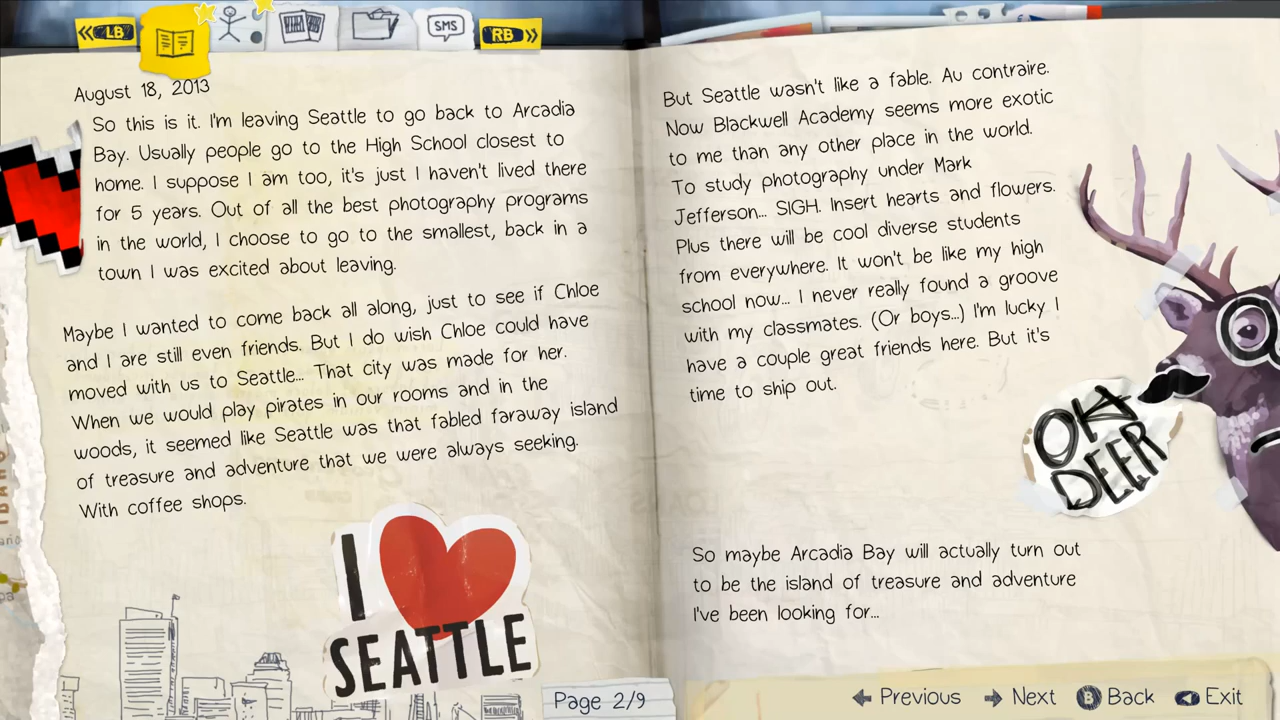 LB
SMS
RB
August 18, 2013
So this is it. I'm leaving Seattle to go back to Arcadia
Bay. Usually people go to the High School closest to
home. I suppose I am too, it's just I haven't lived there
for 5 years. Out of all the best photography programs
in the world, I choose to go to the smallest, back in a
town I was excited about leaving.
Maybe I wanted to come back all along, just to see if Chloe
and I are still even friends. But I do wish Chloe could have
moved with us to Seattle... That city was made for her.
When we would play pirates in our rooms and in the
woods, it seemed like Seattle was that fabled faraway island
of treasure and adventure that we were always seeking.
With coffee shops.
I
SEATTLE
But Seattle wasn't like a fable. Au contraire.
Now Blackwell Academy seems more exotic
to me than any other place in the world.
To study photography under Mark
Jefferson... SIGH. Insert hearts and flowers.
Plus there will be cool diverse students
from everywhere. It won't be like my high
school now... I never really found a groove
with my classmates. (Or boys...) I'm lucky I
have a couple great friends here. But it's
time to ship out.
OH
DEER
So maybe Arcadia Bay will actually turn out
to be the island of treasure and adventure
I've been looking for...
Page 2/9
Previous
Next
B Back
Exit